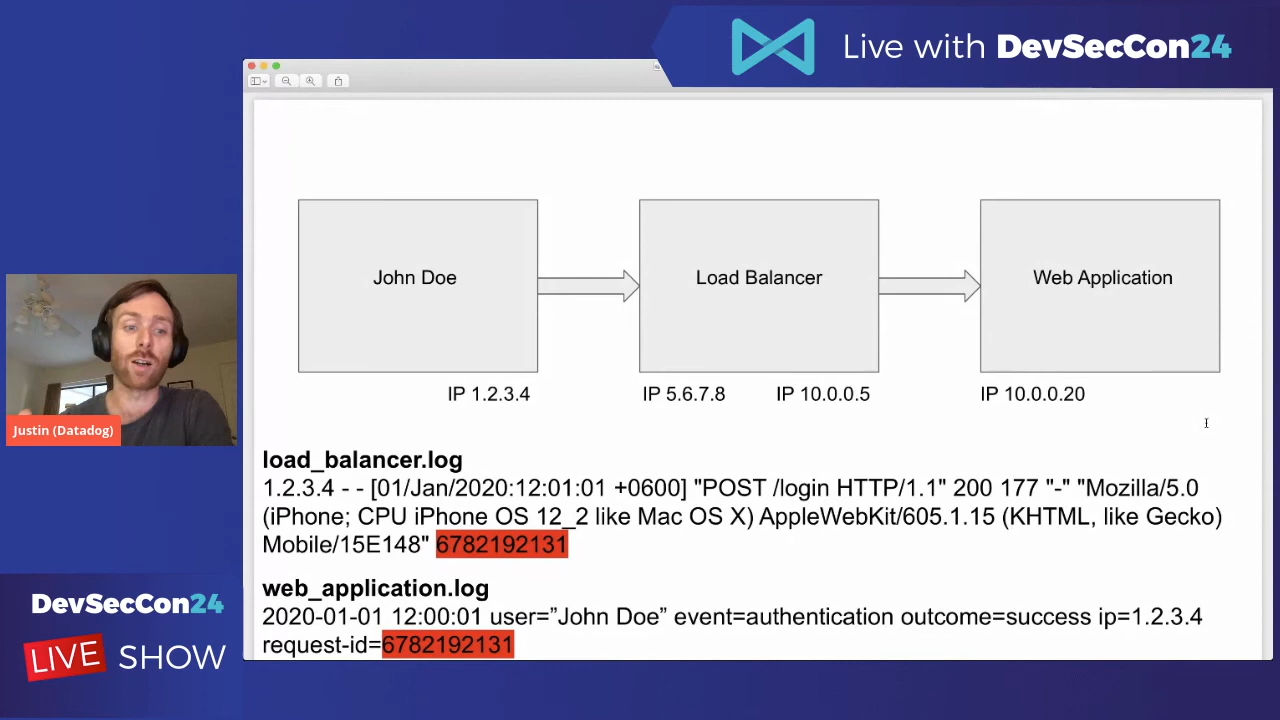 Live with DevSecCon24
John Doe
Load Balancer
Web Application
IP 1.2.3.4
IP 5.6.7.8
IP 10.0.0.5
IP 10.0.0.20
Justin (Datadog)
load_balancer.log
1.2.3.4 - - [01/Jan/2020:12:01:01 +0600] "POST /login HTTP/1.1" 200 177 "-" "Mozilla/5.0
(iPhone; CPU iPhone OS 12_2 like Mac OS X) AppleWebKit/605.1.15 (KHTML, like Gecko)
Mobile/15E148" 6782192131
web_application.log
2020-01-01 12:00:01 user=”John Doe” event=authentication outcome=success ip=1.2.3.4
request-id=6782192131
DevSecCon24
LIVE SHOW